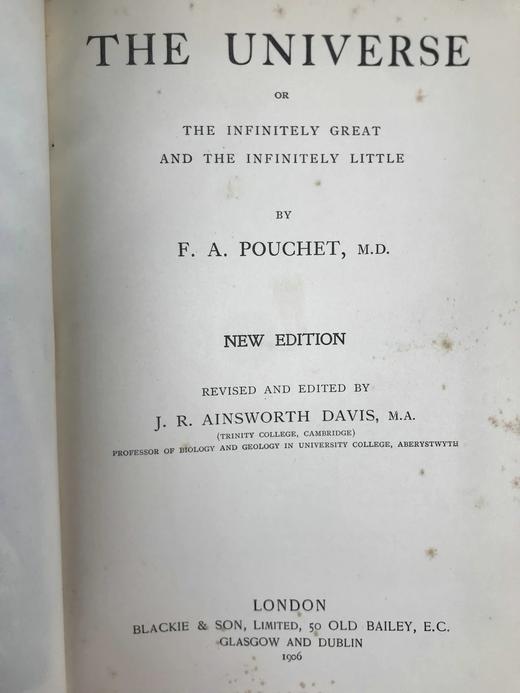 THE UNIVERSE
OR
THE INFINITELY GREAT
AND THE INFINITELY LITTLE
BY
F. A. POUCHET, M.D.
NEW EDITION
REVISED AND EDITED BY
J. R. AINSWORTH DAVIS, M.A.
(TRINITY COLLEGE, CAMBRIDGE)
PROFESSOR OF BIOLOGY AND GEOLOGY IN UNIVERSITY COLLEGE, ABERYSTWYTH
LONDON
BLACKIE & SON, LIMITED, 50 OLD BAILEY, E.C.
GLASGOW AND DUBLIN
1906